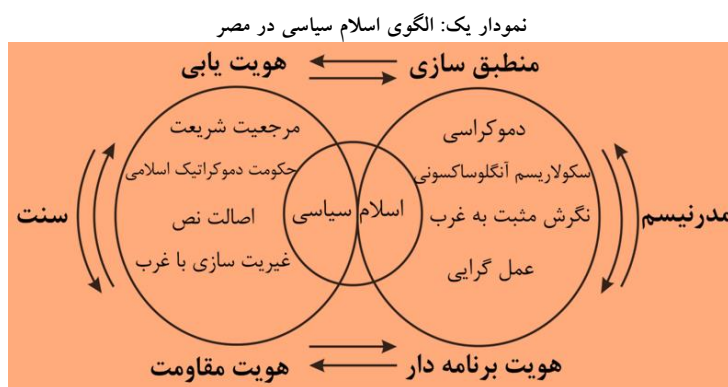 نمودار یک: الگوی اسلام سیاسی در مصر
منطبق سازی
هویت یابی
دموکراسی
سکولاریسم آنگلوساکسونی
نگرش مثبت به غرب
عمل گرایی
مرجعیت شریعت
حکومت دموکراتیک اسلامی
اصالت نص
غیریت سازی با غرب
اسلام سیاسی
مدرنیسم
سنت
هویت برنامه دار
هویت مقاومت